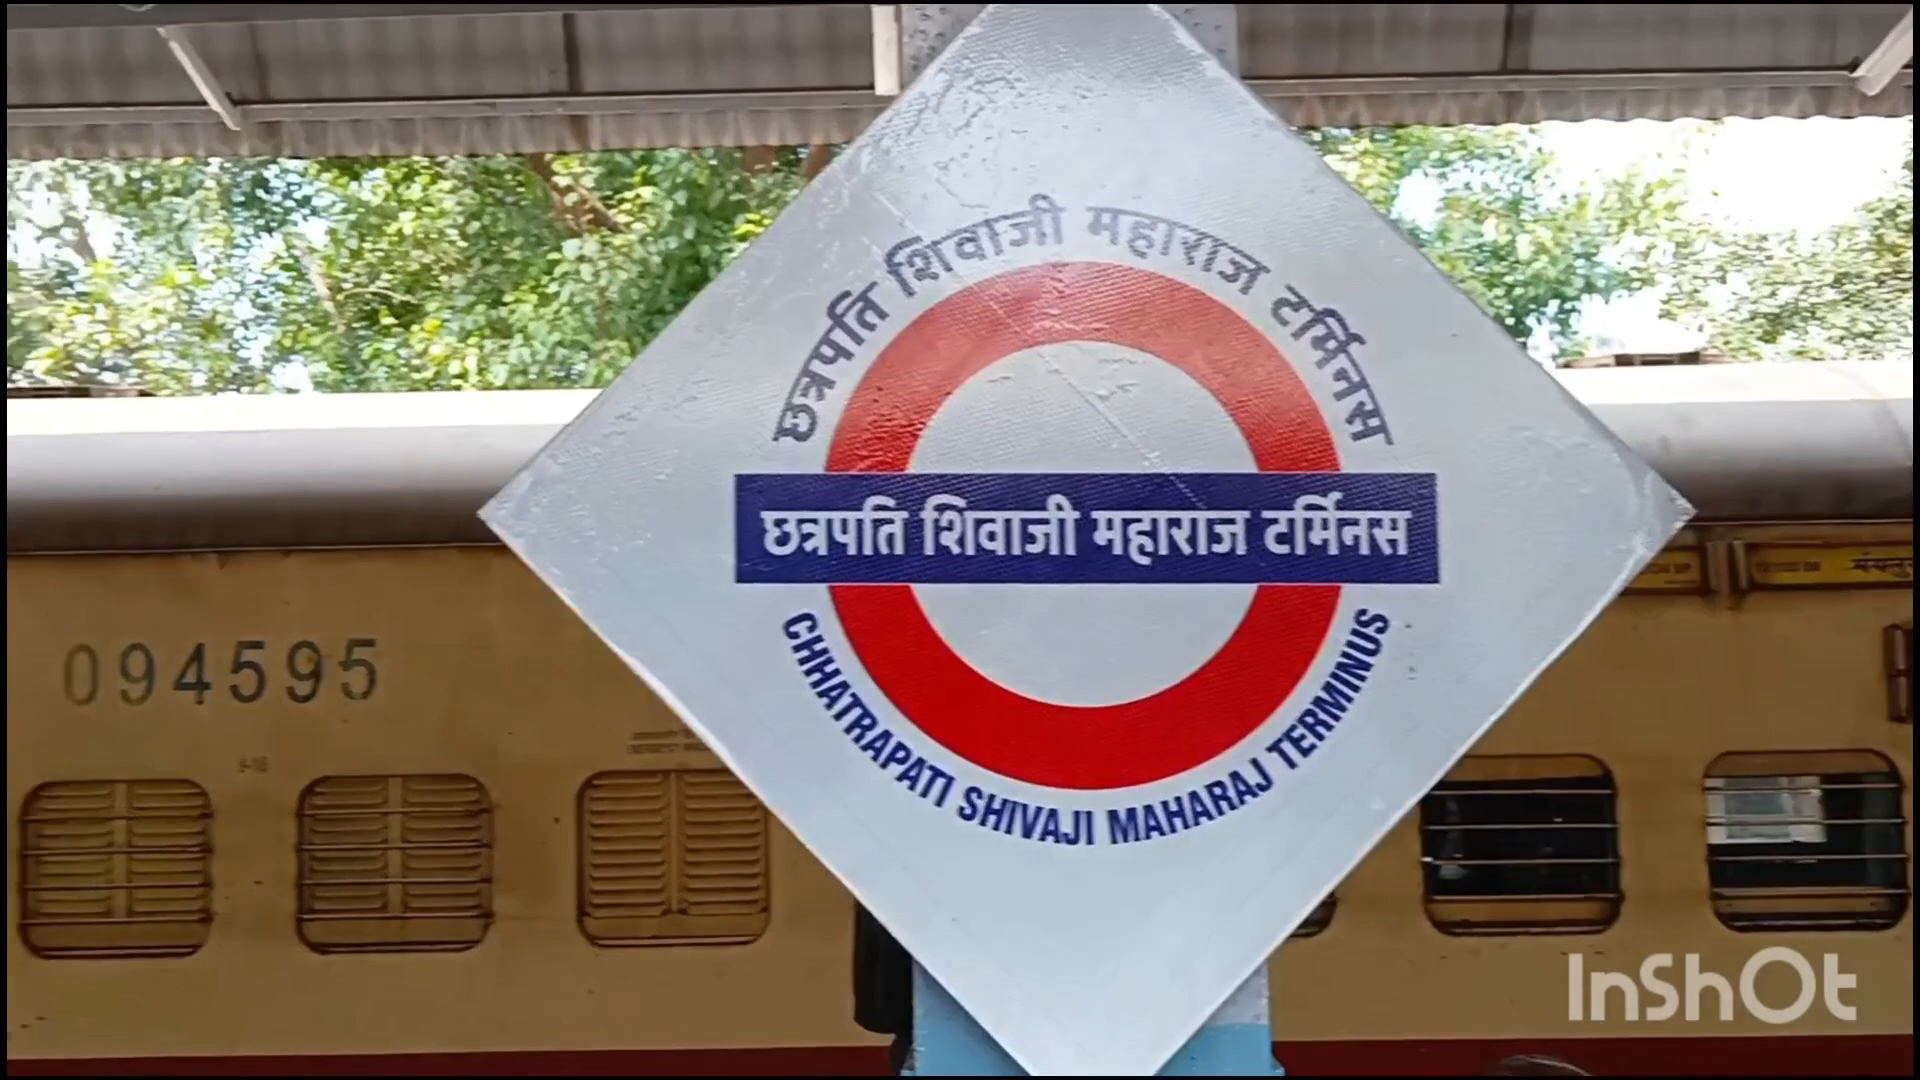 छत्रपति शिवाजी महाराज टर्मिनस
छत्रपति शिवाजी महाराज टर्मिनस
CHHATRAPATI SHIVAJI MAHARAJ TERMINUS
094595
InShOt